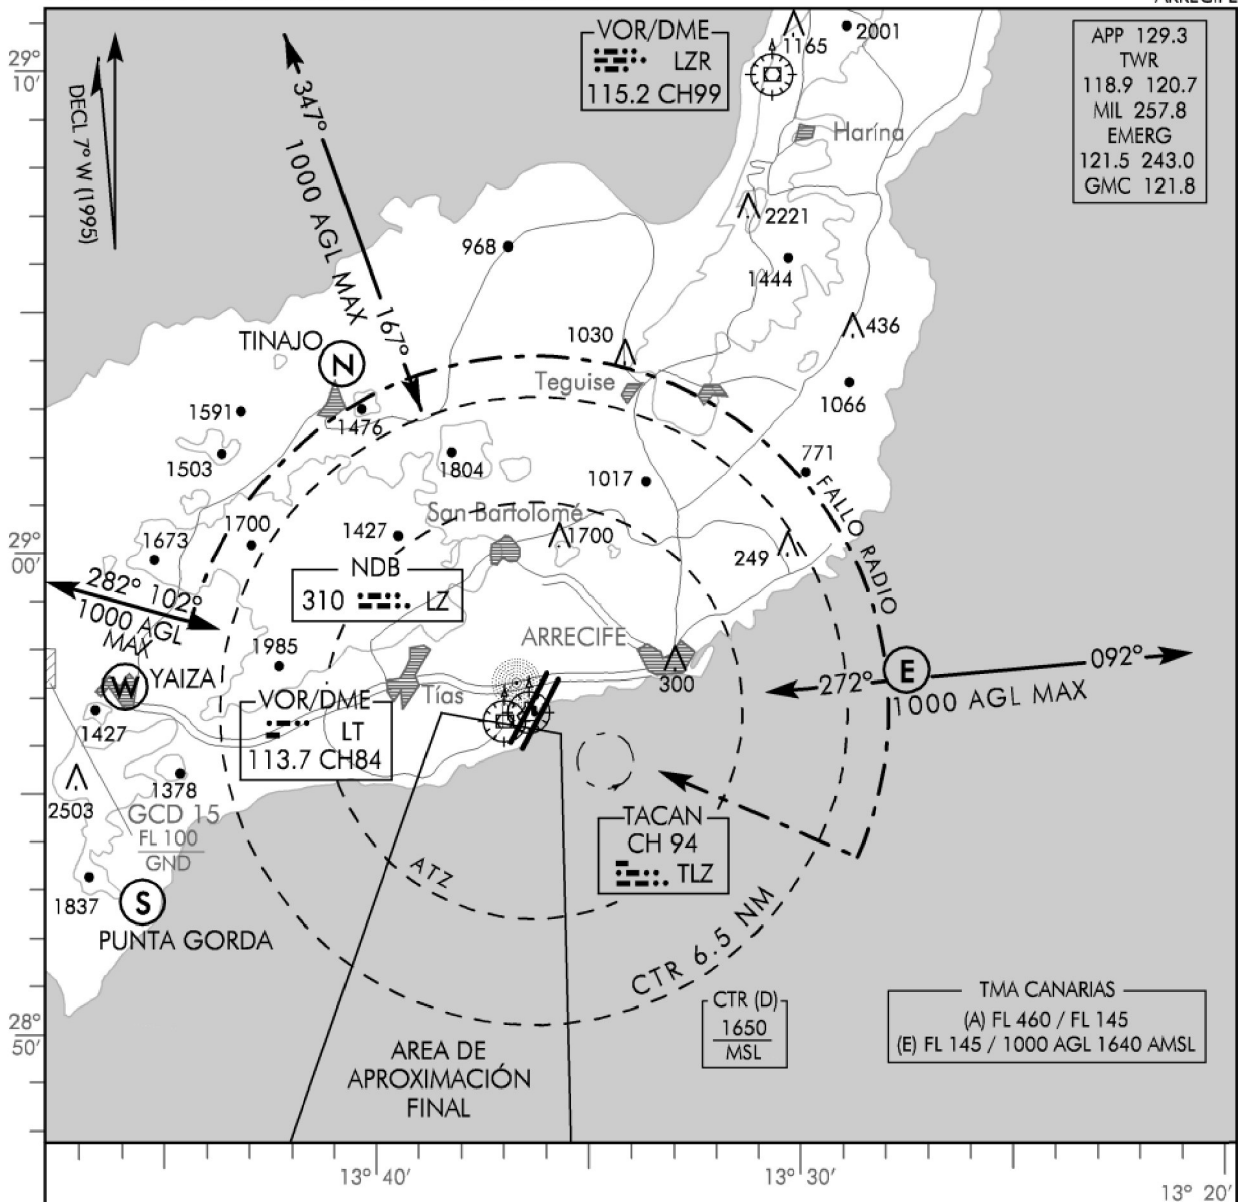 VOR/DME
LZR
115.2 CH99
1165
2001
APP 129.3
TWR
118.9 120.7
MIL 257.8
EMERG
121.5 243.0
GMC 121.8
29°
10'
DECL 7° W (1995)
347°
1000 AGL MAX
167°
Harína
2221
968
1444
436
1030
TINAJO
N
Teguise
1066
1591
1476
1503
1804
1017
771
FALLO RADIO
San Bartolomé
1700
1427
1700
1673
249
29°
00'
NDB
310 LZ
282° 102°
1000 AGL
MAX
ARRECIFE
1985
YAIZA
W
Tías
300
E
272°
092°
1000 AGL MAX
VOR/DME
LT
113.7 CH84
1427
2503
1378
GCD 15
FL 100
GND
TACAN
CH 94
TLZ
ATZ
1837
S
PUNTA GORDA
CTR 6.5 NM
CTR (D)
1650
MSL
TMA CANARIAS
(A) FL 460 / FL 145
(E) FL 145 / 1000 AGL 1640 AMSL
28°
50'
AREA DE
APROXIMACIÓN
FINAL
13° 40'
13° 30'
13° 20'